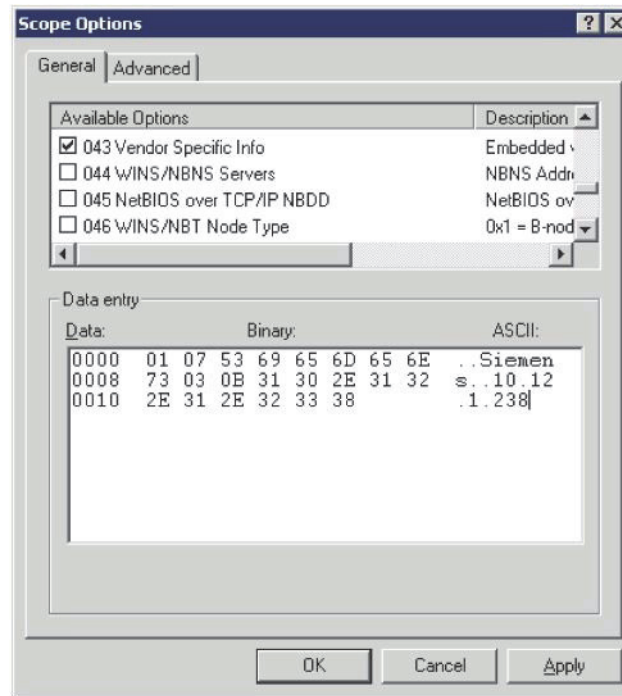 Scope Options
General Advanced
Available Options Description
043 Vendor Specific Info Embedded v
044 WINS/NBNS Servers NBNS Addr
045 NetBIOS over TCP/IP NBDD NetBIOS ov
046 WINS/NBT Node Type 0x1 = B-nod
Data entry
Data: Binary: ASCII:
0000 01 07 53 69 65 6D 65 6E ..Siemen
0008 73 03 0B 31 30 2E 31 32 s..10.12
0010 2E 31 2E 32 33 38 .1.238
OK Cancel Apply